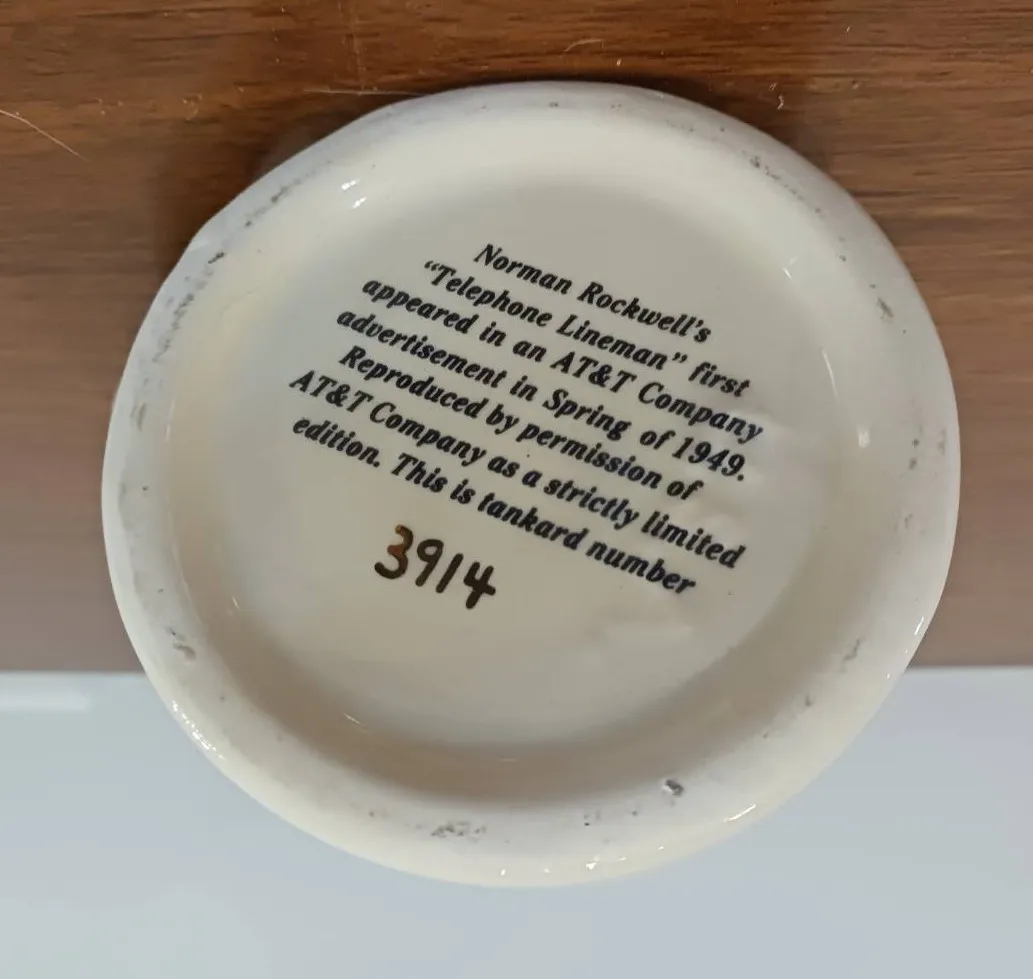 Norman Rockwell's
“Telephone Lineman” first
appeared in an AT&T Company
advertisement in Spring of 1949.
Reproduced by permission of
AT&T Company as a strictly limited
edition. This is tankard number
3914